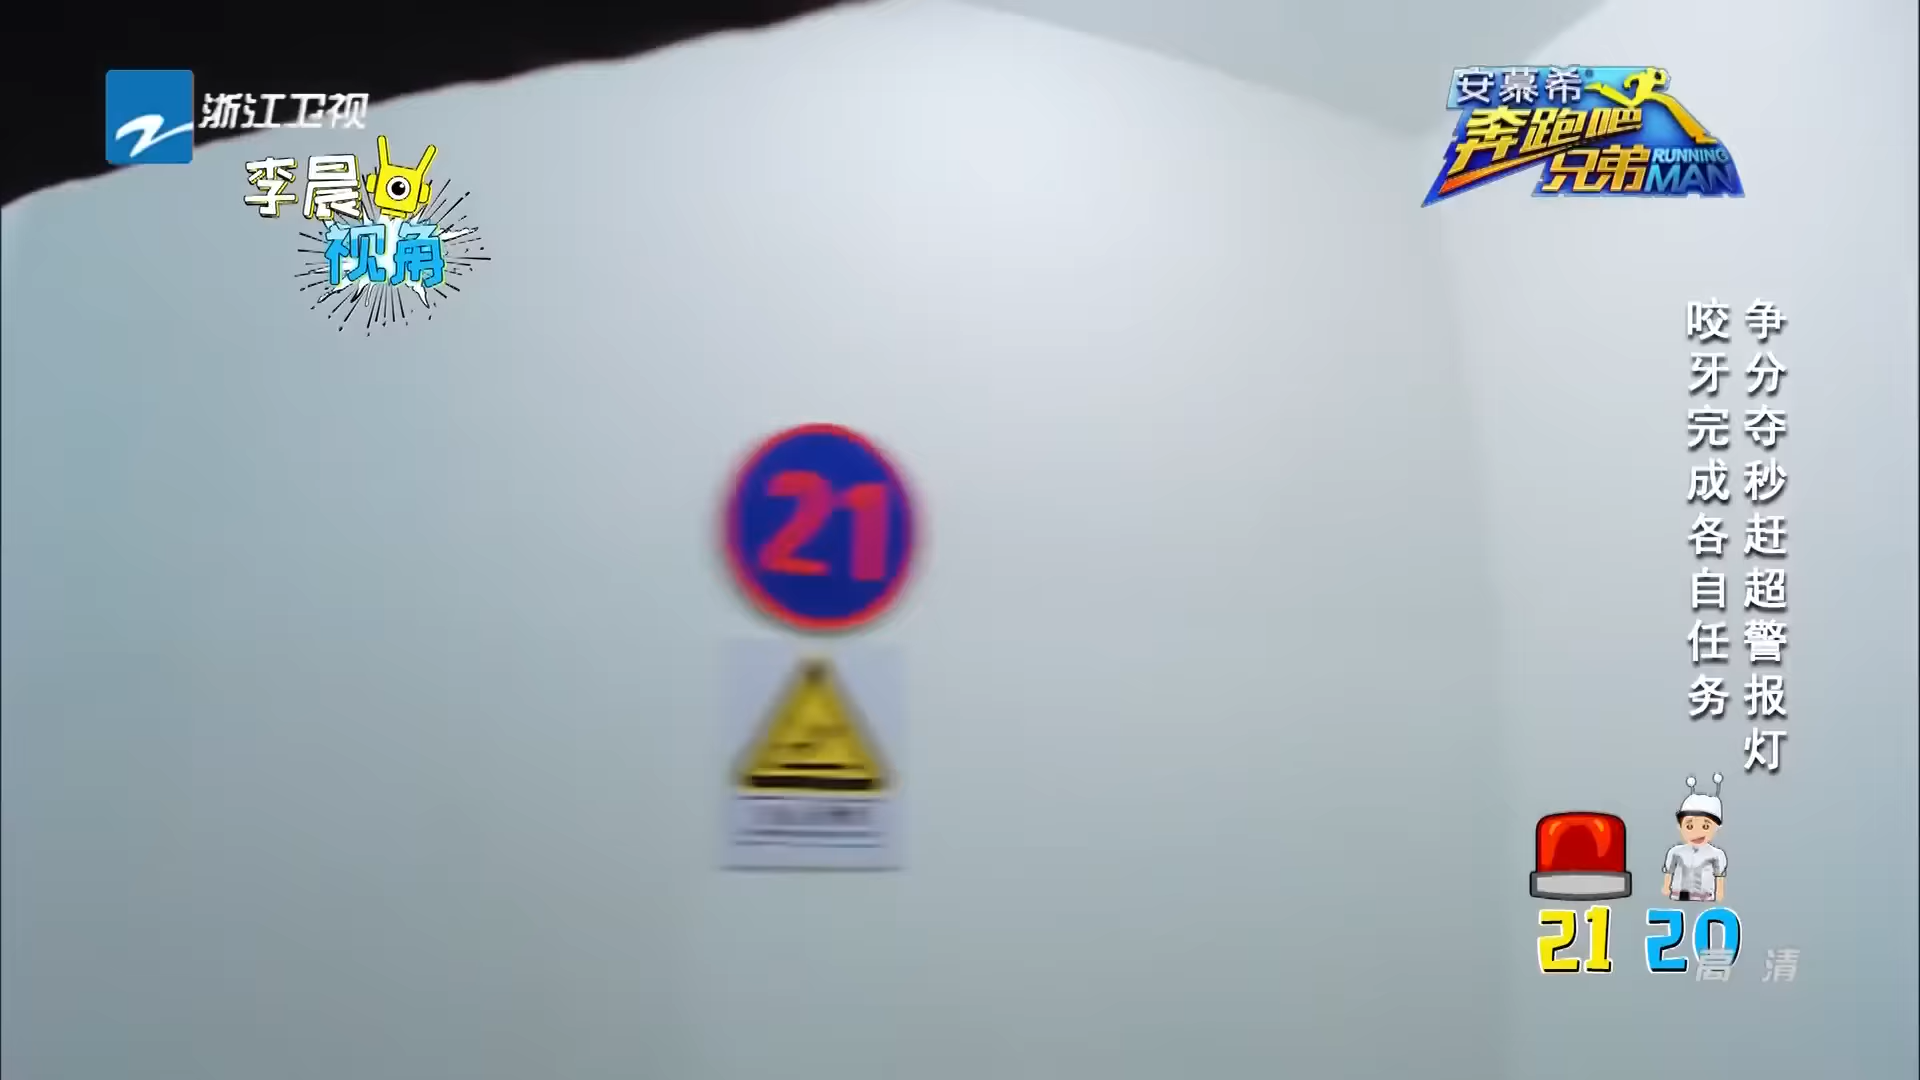 浙江卫视
李晨
视角
安慕希
奔跑吧
兄弟
RUNNING
MAN
争分夺秒赶超警报灯
咬牙完成各自任务
21
21 20
高清